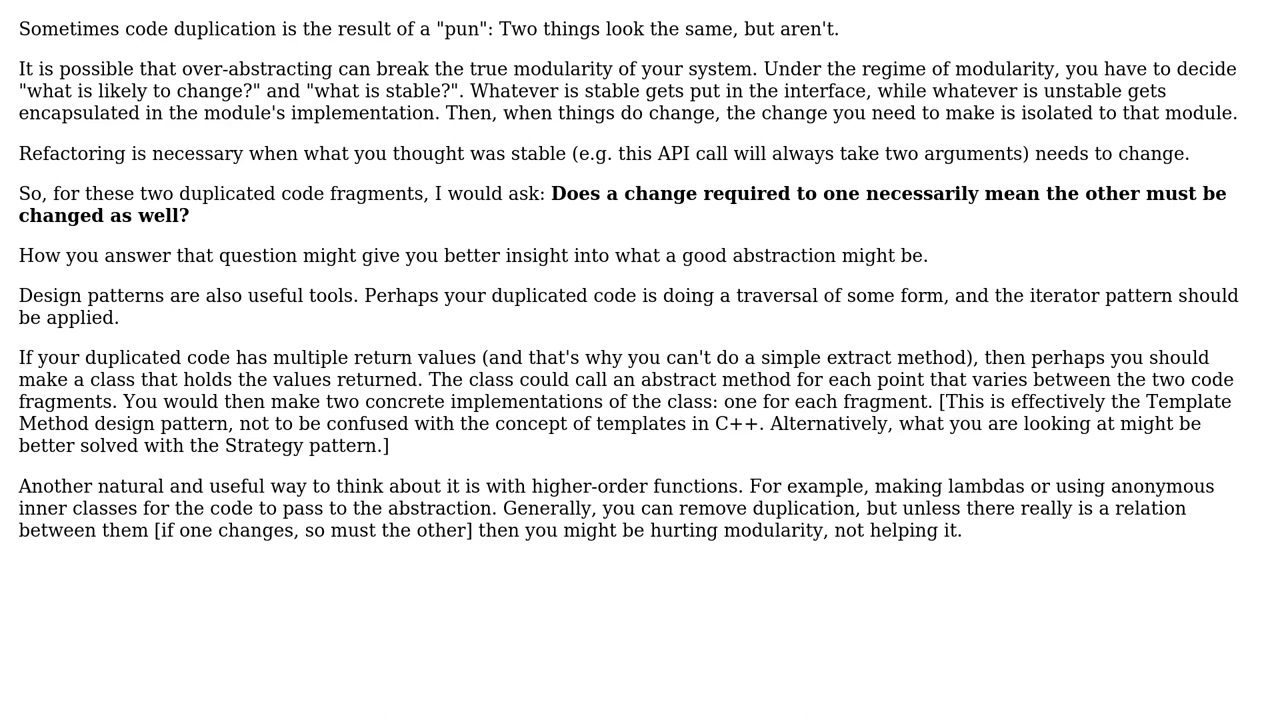 Sometimes code duplication is the result of a "pun": Two things look the same, but aren't.
It is possible that over-abstracting can break the true modularity of your system. Under the regime of modularity, you have to decide
"what is likely to change?" and "what is stable?". Whatever is stable gets put in the interface, while whatever is unstable gets
encapsulated in the module's implementation. Then, when things do change, the change you need to make is isolated to that module.
Refactoring is necessary when what you thought was stable (e.g. this API call will always take two arguments) needs to change.
So, for these two duplicated code fragments, I would ask: Does a change required to one necessarily mean the other must be
changed as well?
How you answer that question might give you better insight into what a good abstraction might be.
Design patterns are also useful tools. Perhaps your duplicated code is doing a traversal of some form, and the iterator pattern should
be applied.
If your duplicated code has multiple return values (and that's why you can't do a simple extract method), then perhaps you should
make a class that holds the values returned. The class could call an abstract method for each point that varies between the two code
fragments. You would then make two concrete implementations of the class: one for each fragment. [This is effectively the Template
Method design pattern, not to be confused with the concept of templates in C++. Alternatively, what you are looking at might be
better solved with the Strategy pattern.]
Another natural and useful way to think about it is with higher-order functions. For example, making lambdas or using anonymous
inner classes for the code to pass to the abstraction. Generally, you can remove duplication, but unless there really is a relation
between them [if one changes, so must the other] then you might be hurting modularity, not helping it.